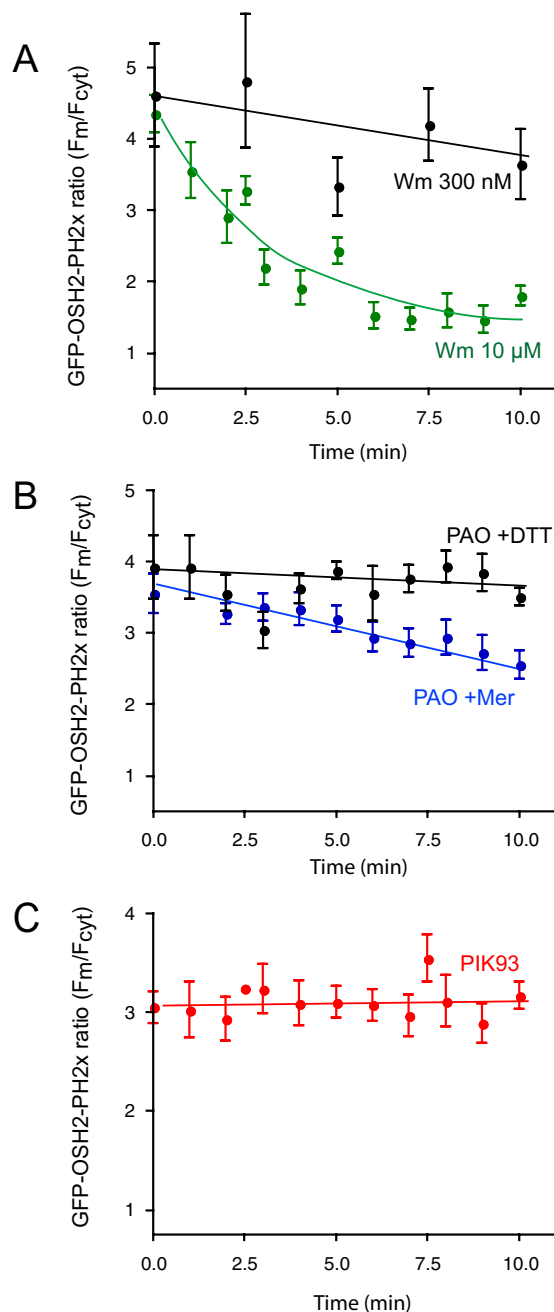 A
GFP-OSH2-PH2x ratio (Fm/Fcyt)
5
4
3
2
1
Wm 300 nM
Wm 10 µM
0.0 2.5 5.0 7.5 10.0
Time (min)
B
GFP-OSH2-PH2x ratio (Fm/Fcyt)
5
4
3
2
1
PAO +DTT
PAO +Mer
0.0 2.5 5.0 7.5 10.0
Time (min)
C
GFP-OSH2-PH2x ratio (Fm/Fcyt)
4
3
2
1
PIK93
0.0 2.5 5.0 7.5 10.0
Time (min)